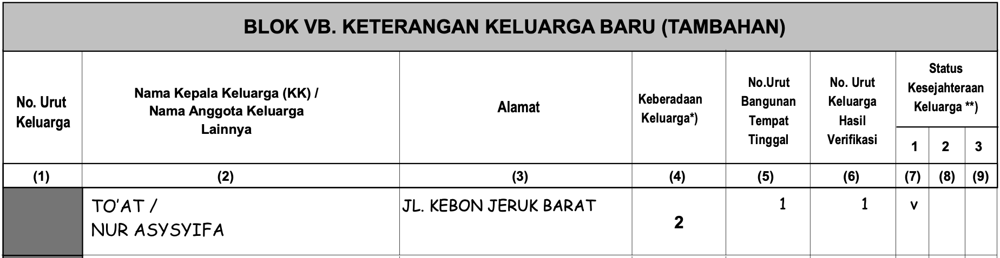 BLOK VB. KETERANGAN KELUARGA BARU (TAMBAHAN)
No. Urut
Keluarga
Nama Kepala Keluarga (KK) /
Nama Anggota Keluarga
Lainnya
Alamat
Keberadaan
Keluarga*)
No.Urut
Bangunan
Tempat
Tinggal
No. Urut
Keluarga
Hasil
Verifikasi
Status
Kesejahteraan
Keluarga **)
1 2 3
(1) (2) (3) (4) (5) (6) (7) (8) (9)
TO'AT /
NUR ASYSYIFA
JL. KEBON JERUK BARAT
2
1
1
v